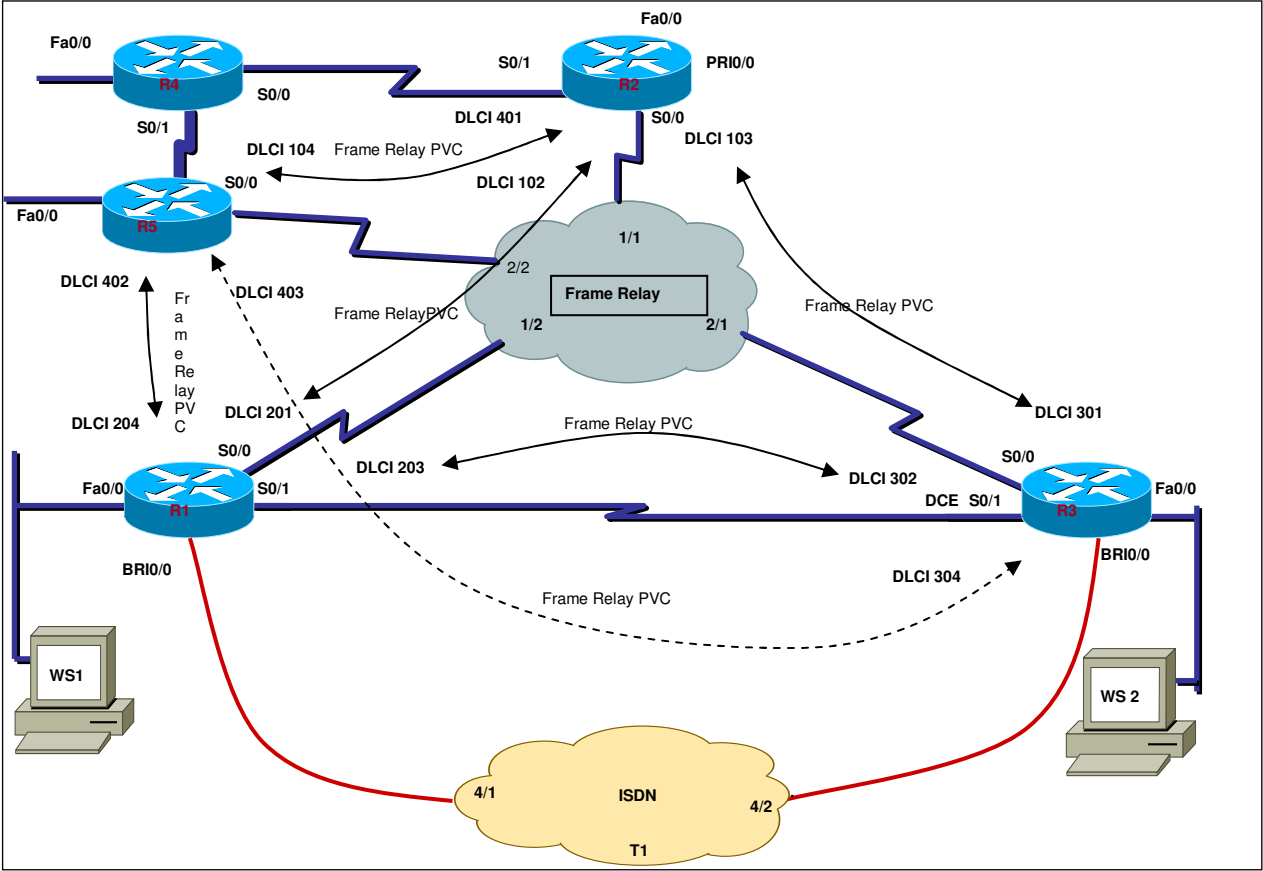 Fa0/0
Fa0/0
R4
S0/1
R2
PRI0/0
S0/0
S0/0
S0/1
DLCI 401
DLCI 103
DLCI 104
Frame Relay PVC
S0/0
DLCI 102
Fa0/0
R5
1/1
2/2
DLCI 402
DLCI 403
Fr
a
m
e
Re
lay
PV
C
Frame Relay
Frame RelayPVC
1/2
2/1
Frame Relay PVC
DLCI 204
DLCI 201
Frame Relay PVC
DLCI 301
S0/0
DLCI 203
DLCI 302
S0/0
Fa0/0
S0/1
R1
DCE S0/1
R3
Fa0/0
BRI0/0
BRI0/0
DLCI 304
Frame Relay PVC
WS1
WS 2
4/1
ISDN
4/2
T1